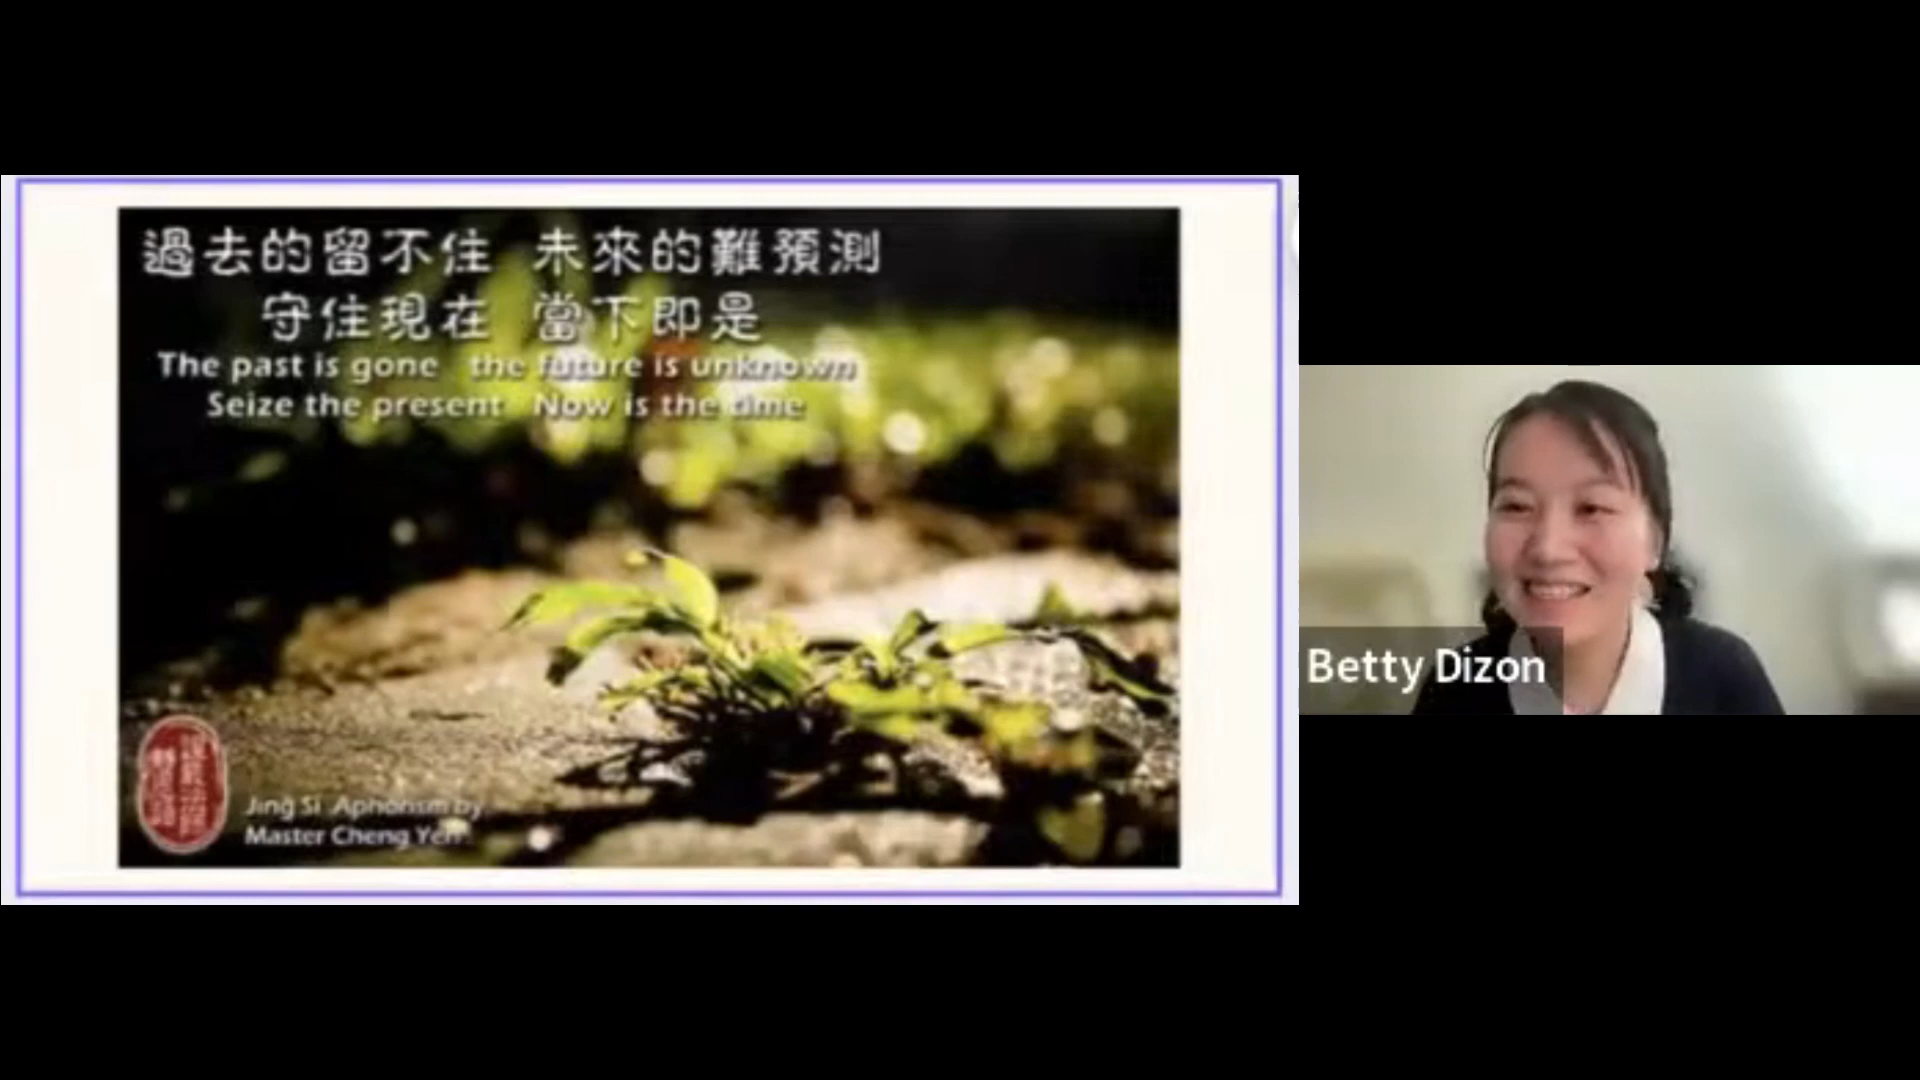 過去的留不住 未來的難預測
守住現在 當下即是
The past is gone the future is unknown
Seize the present Now is the time
Jing Si Aphorism by
Master Cheng Yen
Betty Dizon